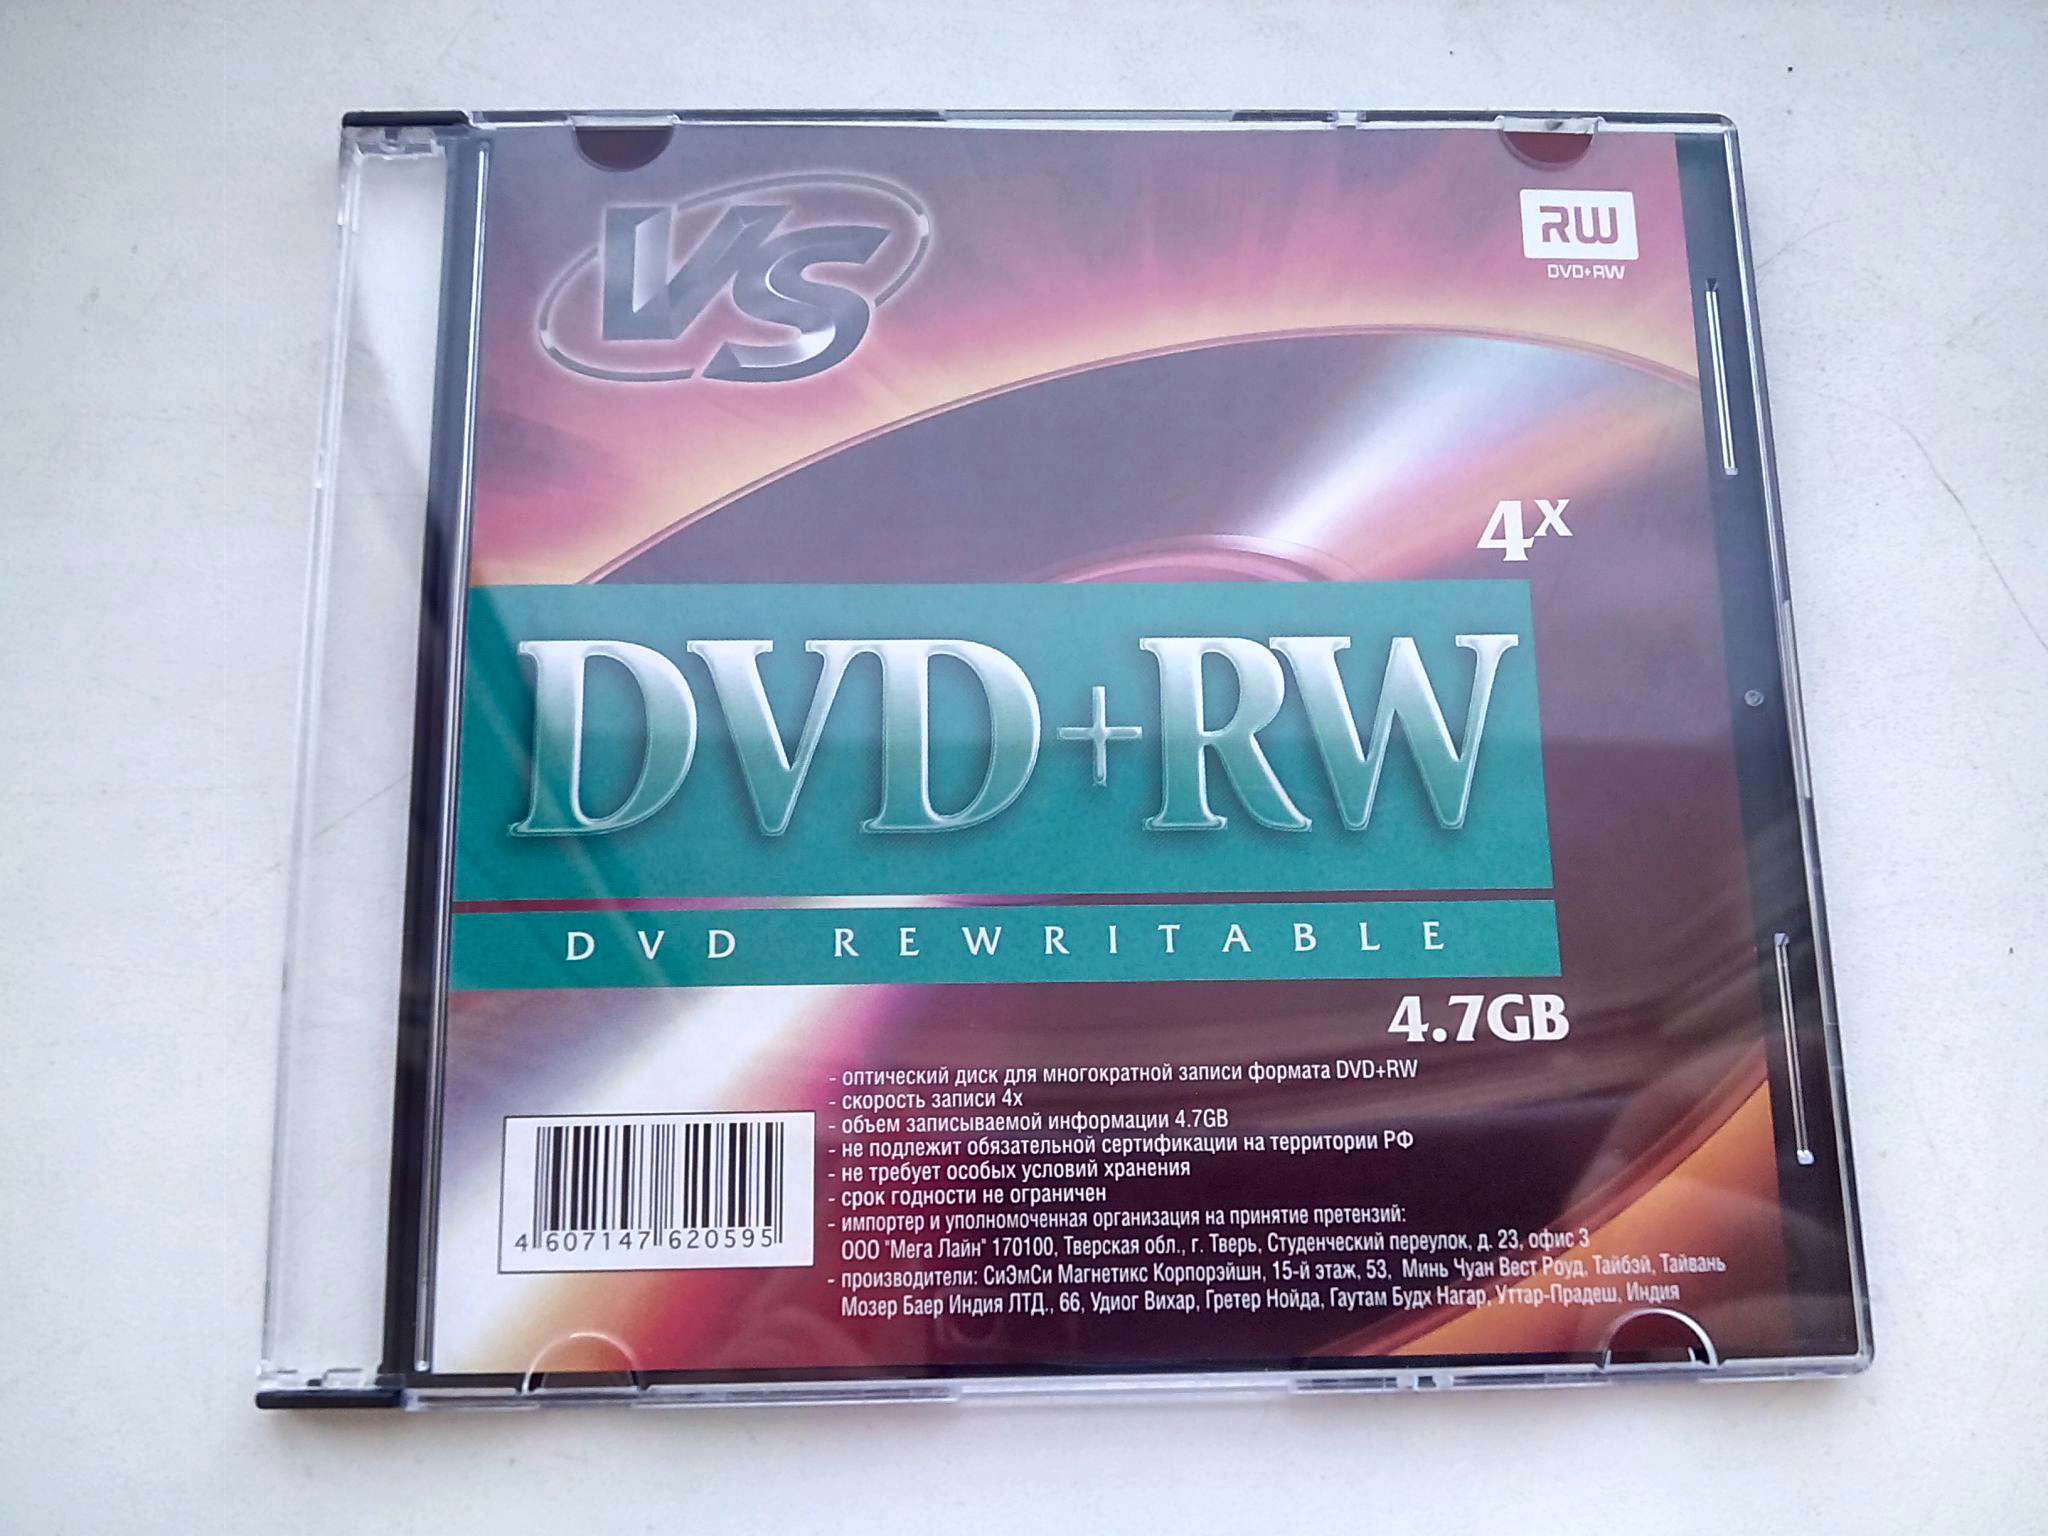 VS
RW
DVD+RW
4x
DVD+RW
DVD REWRITABLE
4.7GB
- оптический диск для многократной записи формата DVD+RW
- скорость записи 4x
- объем записываемой информации 4.7GB
- не подлежит обязательной сертификации на территории РФ
- не требует особых условий хранения
- срок годности не ограничен
- импортер и уполномоченная организация на принятие претензий:
ООО "Мега Лайн" 170100, Тверская обл., г. Тверь, Студенческий переулок, д. 23, офис 3
- производители: СиЭмСи Магнетикс Корпорэйшн, 15-й этаж, 53, Минь Чуан Вест Роуд, Тайбэй, Тайвань
Мозер Баер Индия ЛТД., 66, Удиог Вихар, Гретер Нойда, Гаутам Будх Нагар, Уттар-Прадеш, Индия
4 607147 620595